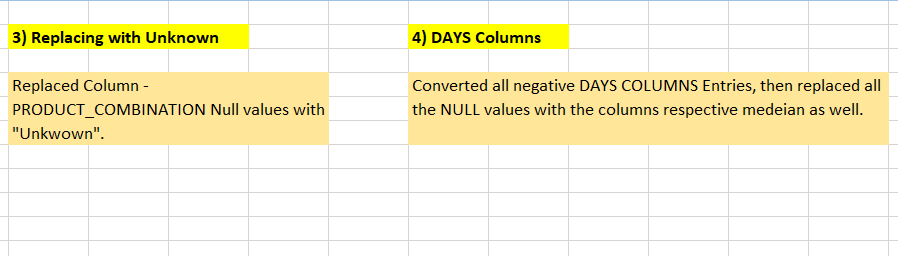 3) Replacing with Unknown
Replaced Column -
PRODUCT_COMBINATION Null values with
"Unkwown".
4) DAYS Columns
Converted all negative DAYS COLUMNS Entries, then replaced all
the NULL values with the columns respective medeian as well.